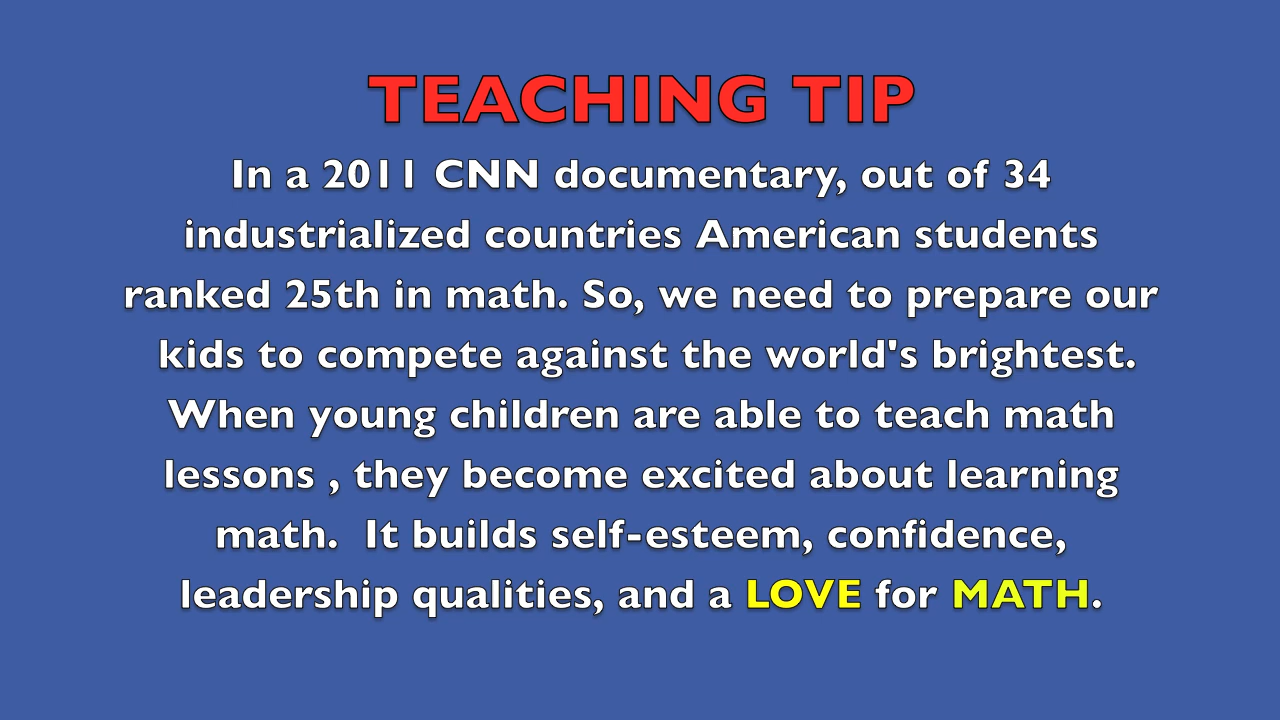 TEACHING TIP
In a 2011 CNN documentary, out of 34
industrialized countries American students
ranked 25th in math. So, we need to prepare our
kids to compete against the world's brightest.
When young children are able to teach math
lessons , they become excited about learning
math.  It builds self-esteem, confidence,
leadership qualities, and a LOVE for MATH.